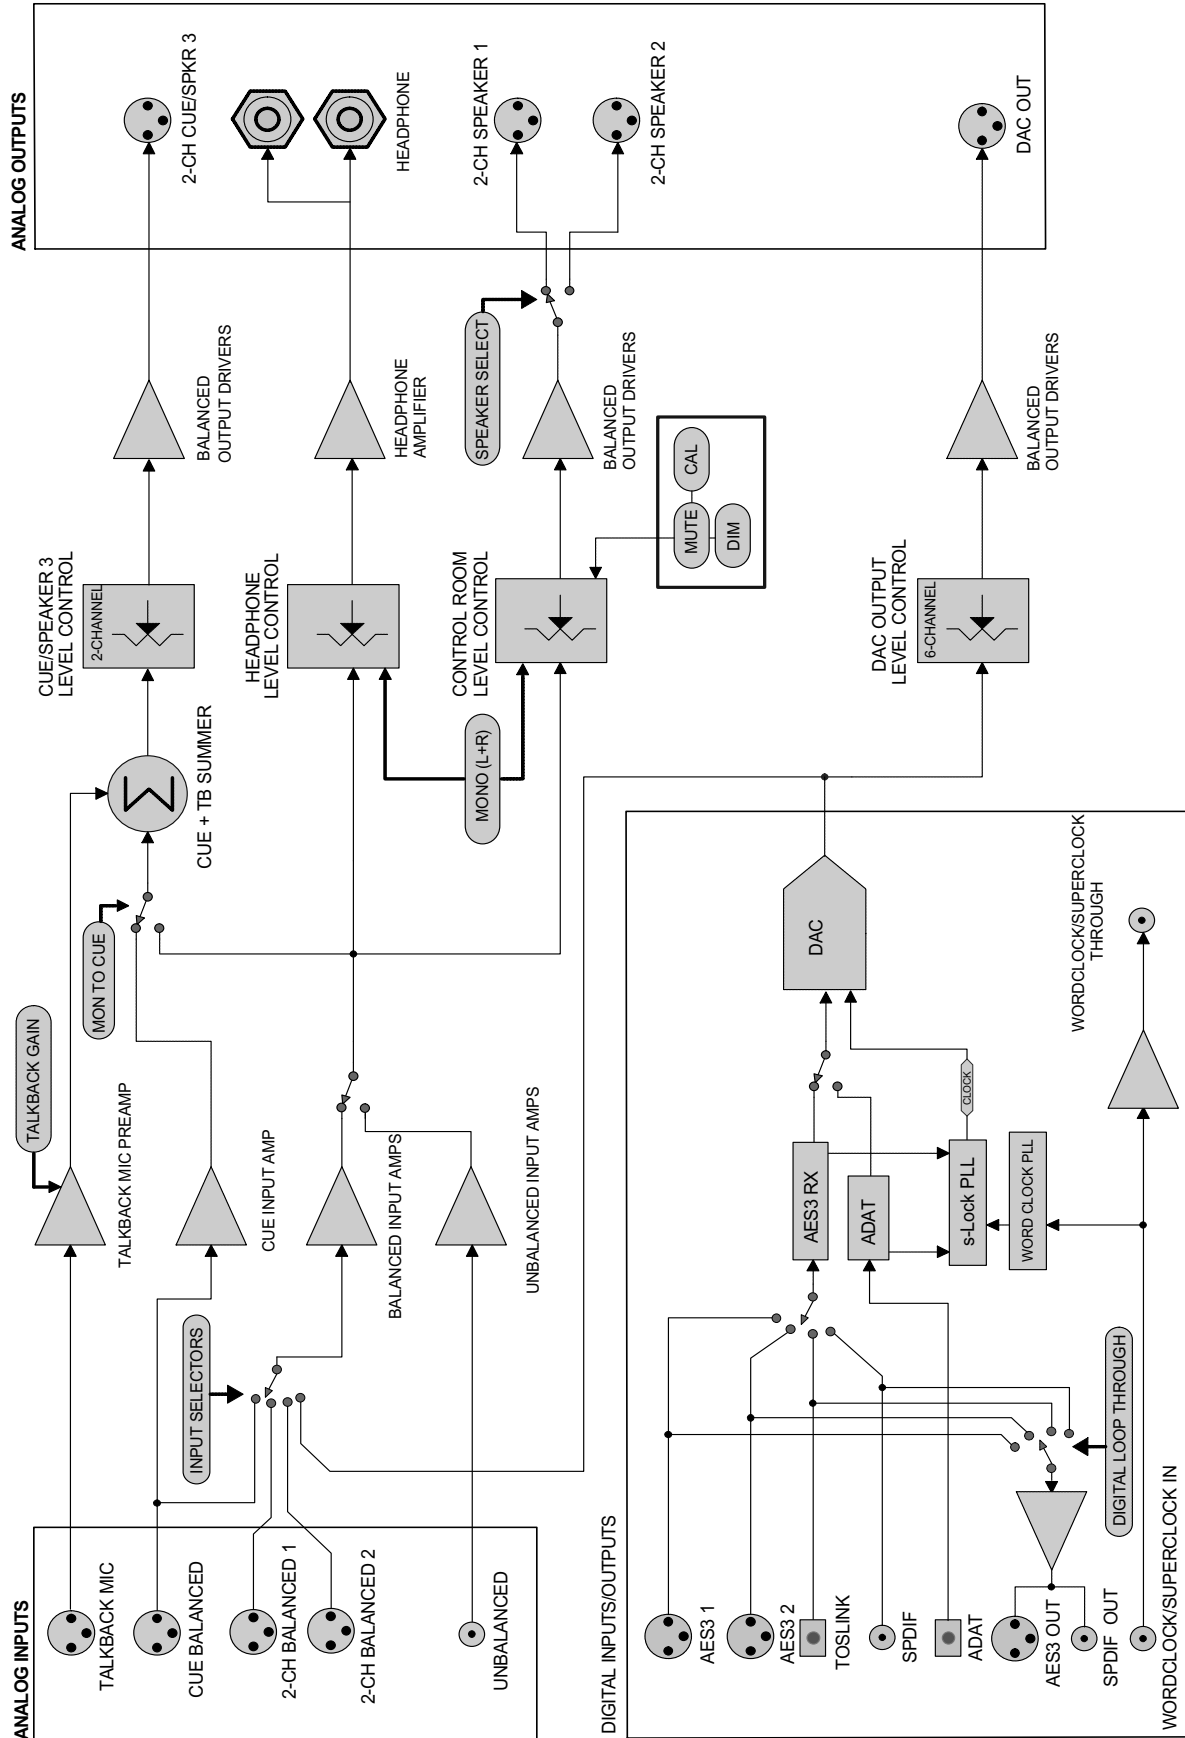 ANALOG INPUTS
TALKBACK MIC
CUE BALANCED
2-CH BALANCED 1
2-CH BALANCED 2
UNBALANCED
INPUT SELECTORS
TALKBACK GAIN
TALKBACK MIC PREAMP
CUE INPUT AMP
BALANCED INPUT AMPS
UNBALANCED INPUT AMPS
MON TO CUE
CUE + TB SUMMER
MONO (L+R)
CUE/SPEAKER 3
LEVEL CONTROL
2-CHANNEL
HEADPHONE
LEVEL CONTROL
CONTROL ROOM
LEVEL CONTROL
DAC OUTPUT
LEVEL CONTROL
6-CHANNEL
MUTE
CAL
DIM
BALANCED
OUTPUT DRIVERS
HEADPHONE
AMPLIFIER
BALANCED
OUTPUT DRIVERS
BALANCED
OUTPUT DRIVERS
SPEAKER SELECT
ANALOG OUTPUTS
2-CH CUE/SPKR 3
HEADPHONE
2-CH SPEAKER 1
2-CH SPEAKER 2
DAC OUT
DIGITAL INPUTS/OUTPUTS
AES3 1
AES3 2
TOSLINK
SPDIF
ADAT
AES3 OUT
SPDIF OUT
WORDCLOCK/SUPERCLOCK IN
DIGITAL LOOP THROUGH
AES3 RX
ADAT
s-Lock PLL
WORD CLOCK PLL
CLOCK
DAC
WORDCLOCK/SUPERCLOCK
THROUGH